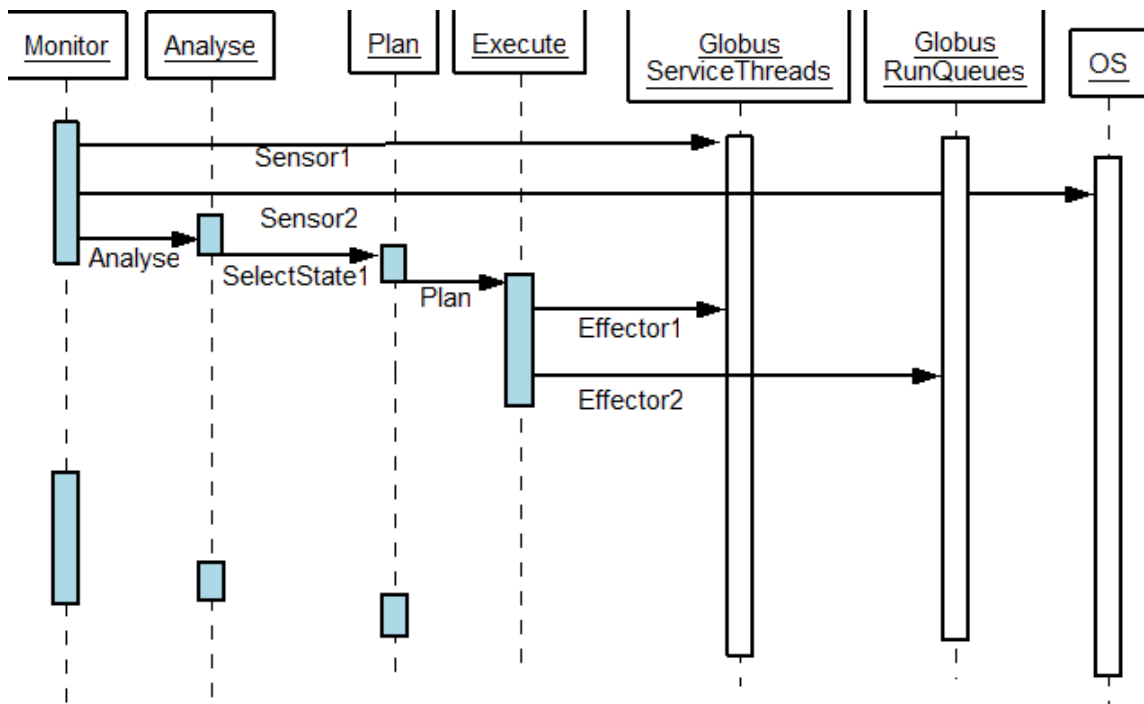 Monitor
Analyse
Plan
Execute
Globus
ServiceThreads
Globus
RunQueues
OS
Sensor1
Sensor2
Analyse
SelectState1
Plan
Effector1
Effector2